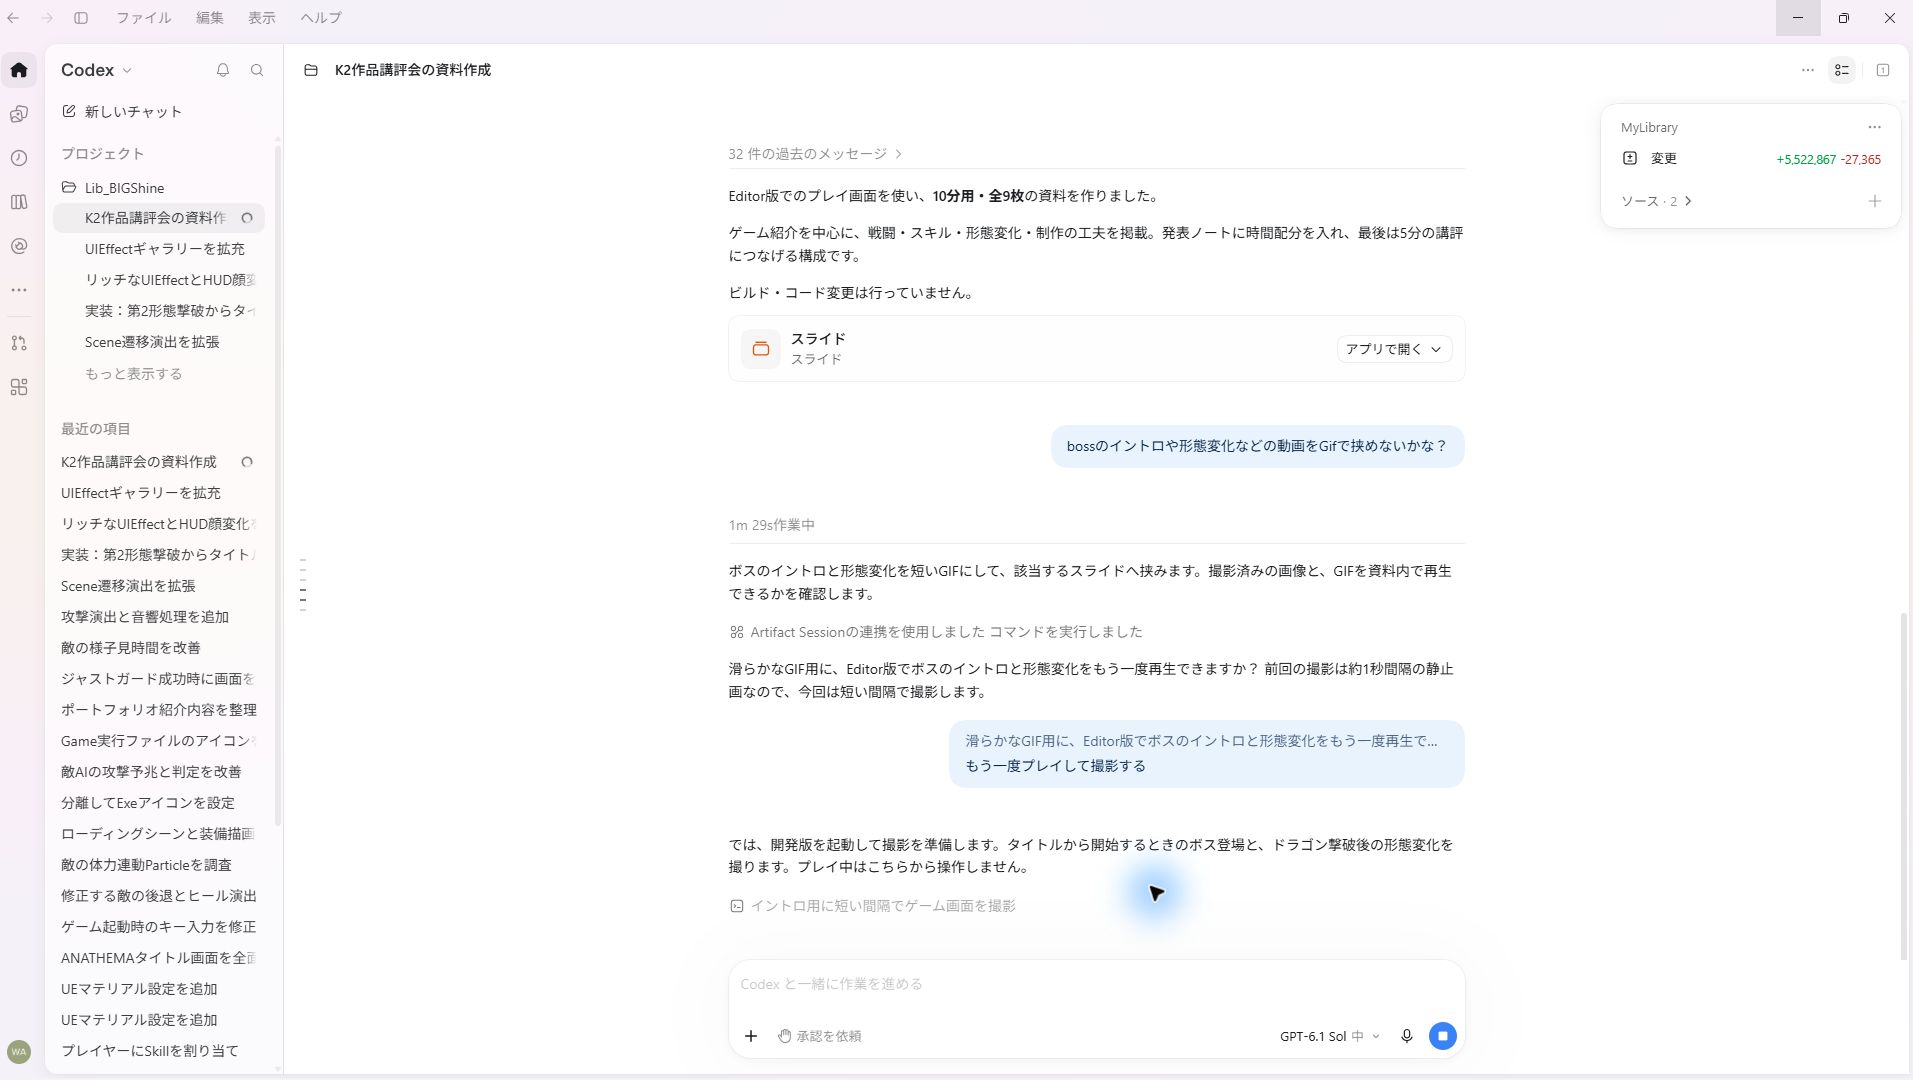 ファイル 編集 表示 ヘルプ
Codex
新しいチャット
プロジェクト
Lib_BIGShine
K2作品講評会の資料作
UIEffectギャラリーを拡充
リッチなUIEffectとHUD顔変
実装：第2形態撃破からタイ
Scene遷移演出を拡張
もっと表示する
最近の項目
K2作品講評会の資料作成
UIEffectギャラリーを拡充
リッチなUIEffectとHUD顔変化を
実装：第2形態撃破からタイトル
Scene遷移演出を拡張
攻撃演出と音響処理を追加
敵の様子見時間を改善
ジャストガード成功時に画面を
ポートフォリオ紹介内容を整理
Game実行ファイルのアイコンを
敵AIの攻撃予兆と判定を改善
分離してExeアイコンを設定
ローディングシーンと装備描画
敵の体力連動Particleを調査
修正する敵の後退とヒール演出
ゲーム起動時のキー入力を修正
ANATHEMAタイトル画面を全面
UEマテリアル設定を追加
UEマテリアル設定を追加
プレイヤーにSkillを割り当て
WA
K2作品講評会の資料作成
1
MyLibrary
変更 +5,522,867 -27,365
ソース · 2
32 件の過去のメッセージ
Editor版でのプレイ画面を使い、10分用・全9枚の資料を作りました。
ゲーム紹介を中心に、戦闘・スキル・形態変化・制作の工夫を掲載。発表ノートに時間配分を入れ、最後は5分の講評
につなげる構成です。
ビルド・コード変更は行っていません。
スライド
スライド
アプリで開く
bossのイントロや形態変化などの動画をGifで挟めないかな？
1m 29s作業中
ボスのイントロと形態変化を短いGIFにして、該当するスライドへ挟みます。撮影済みの画像と、GIFを資料内で再生
できるかを確認します。
Artifact Sessionの連携を使用しました コマンドを実行しました
滑らかなGIF用に、Editor版でボスのイントロと形態変化をもう一度再生できますか？ 前回の撮影は約1秒間隔の静止
画なので、今回は短い間隔で撮影します。
滑らかなGIF用に、Editor版でボスのイントロと形態変化をもう一度再生で...
もう一度プレイして撮影する
では、開発版を起動して撮影を準備します。タイトルから開始するときのボス登場と、ドラゴン撃破後の形態変化を
撮ります。プレイ中はこちらから操作しません。
イントロ用に短い間隔でゲーム画面を撮影
Codex と一緒に作業を進める
承認を依頼
GPT-6.1 Sol 中